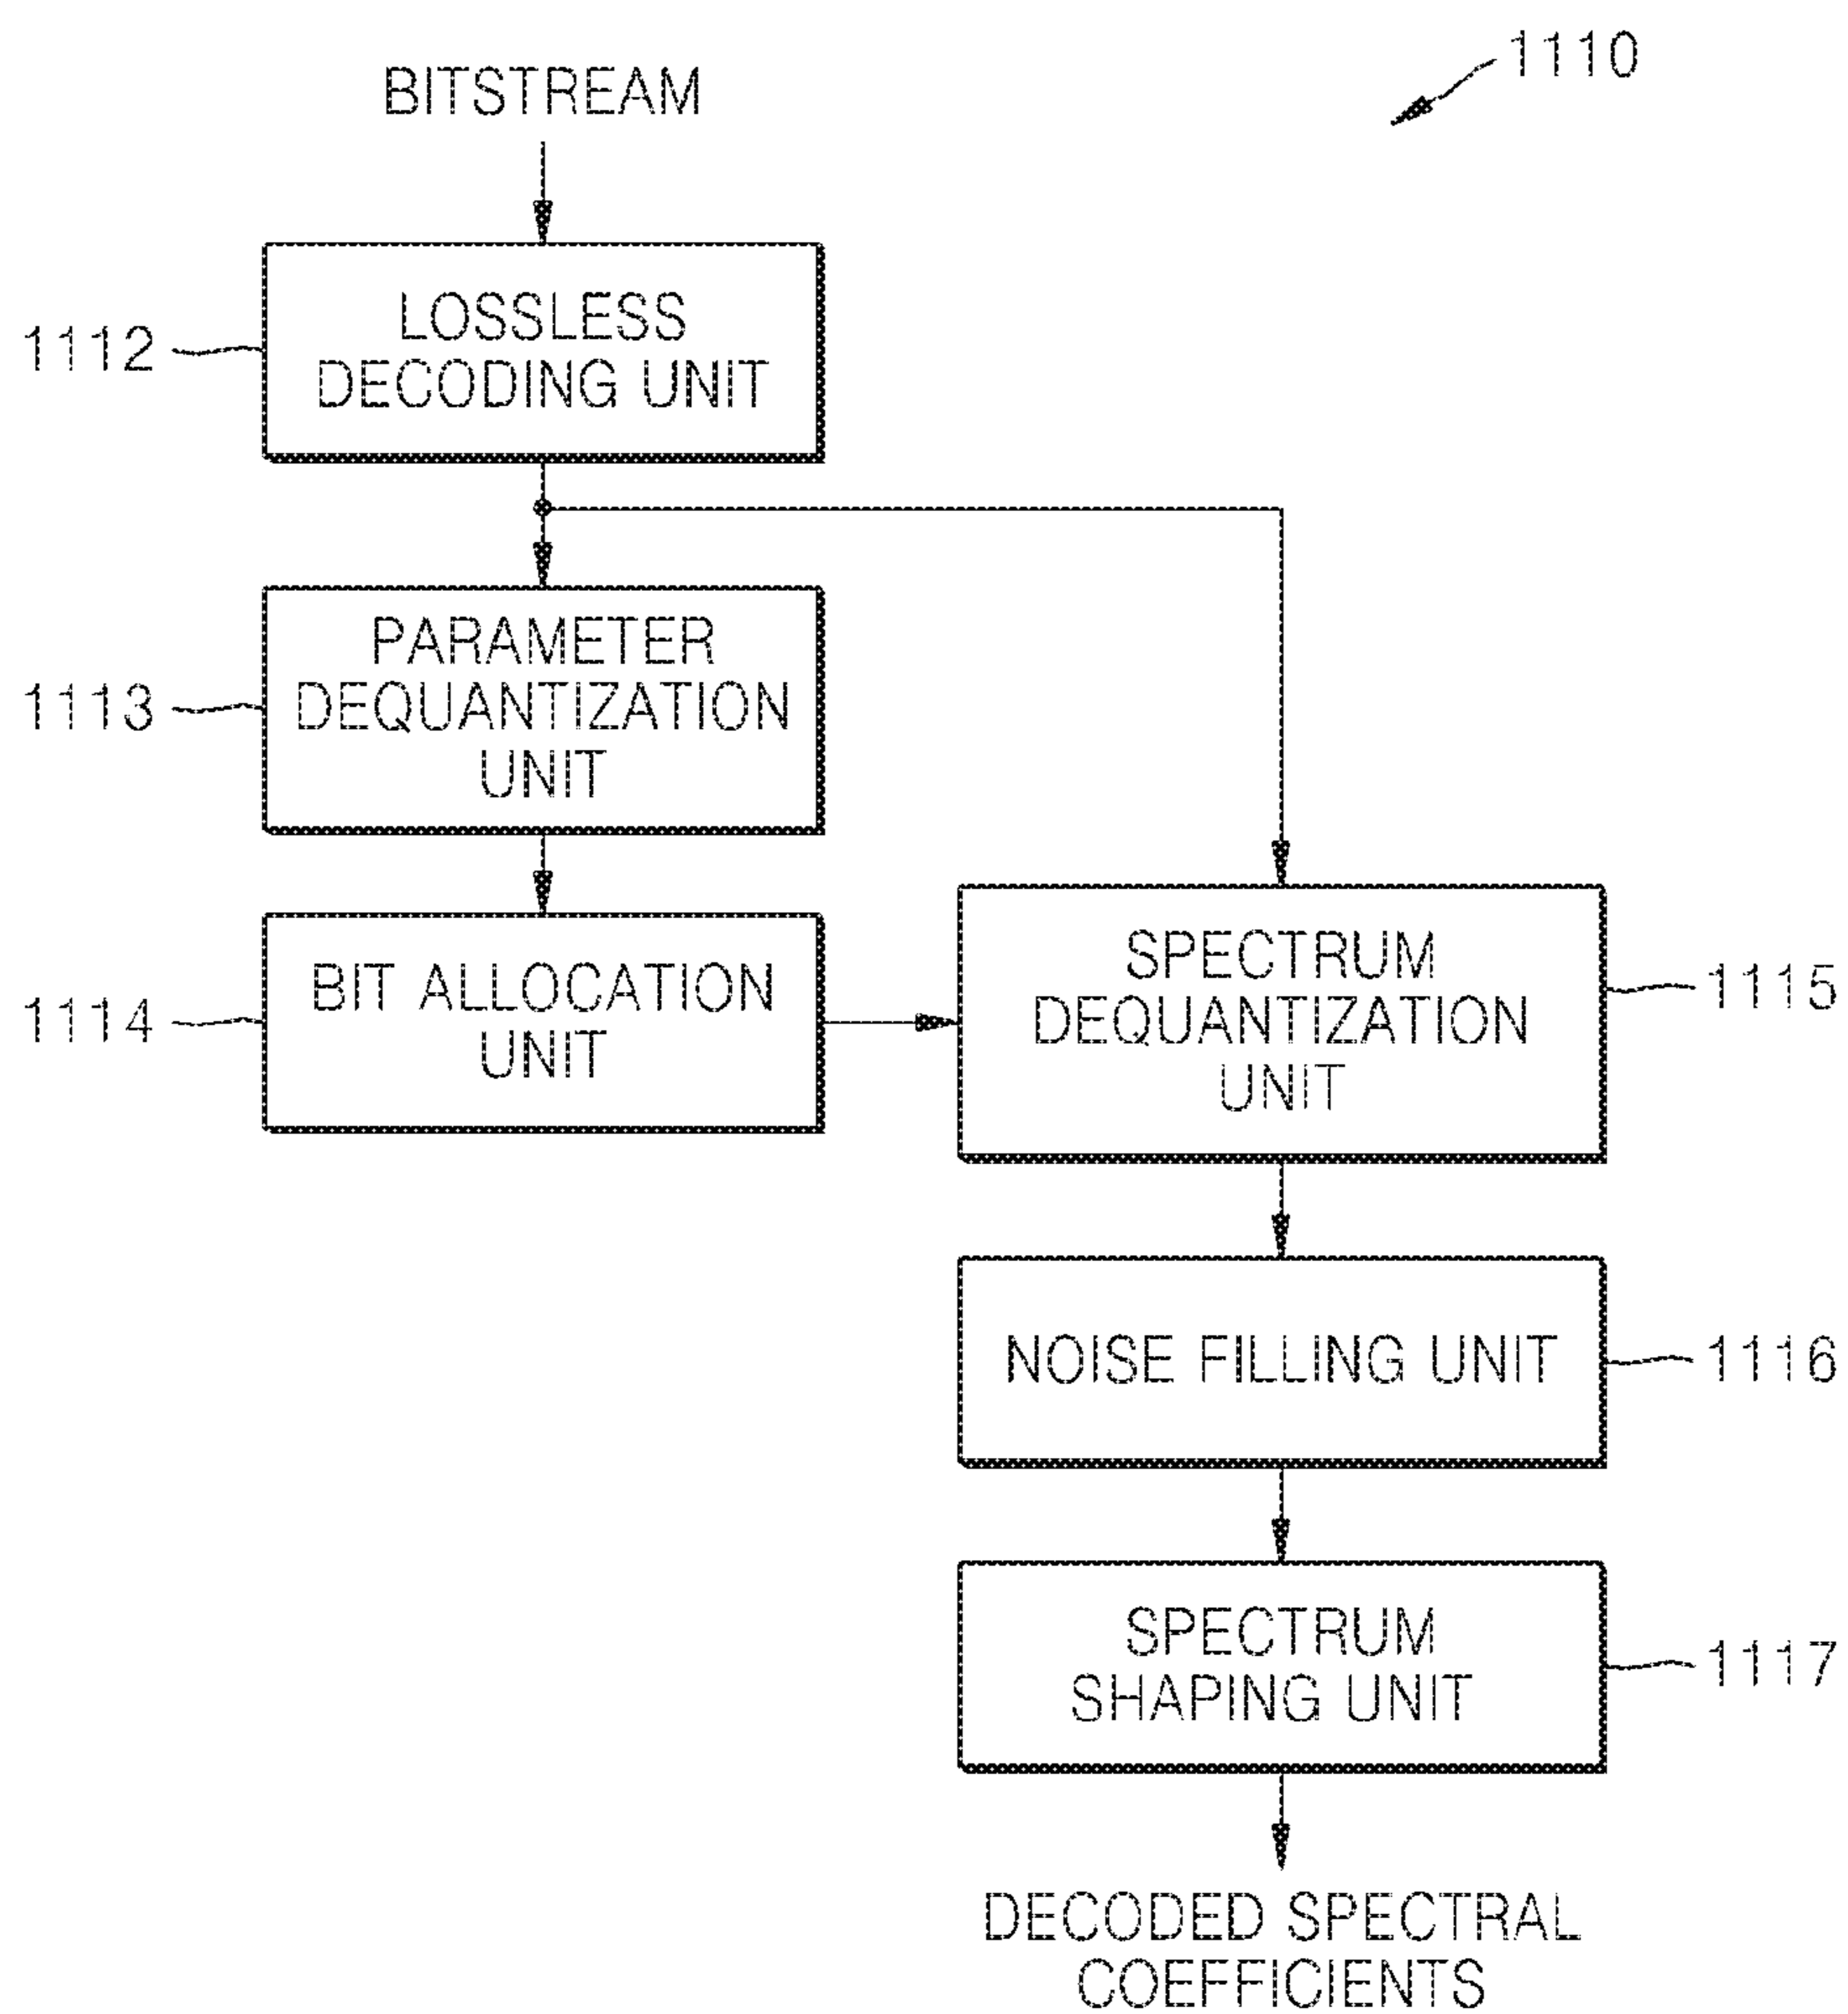 1110
BITSTREAM
1112
LOSSLESS
DECODING UNIT
1113
PARAMETER
DEQUANTIZATION
UNIT
1114
BIT ALLOCATION
UNIT
SPECTRUM
DEQUANTIZATION
UNIT
1115
NOISE FILLING UNIT
1116
SPECTRUM
SHAPING UNIT
1117
DECODED SPECTRAL
COEFFICIENTS